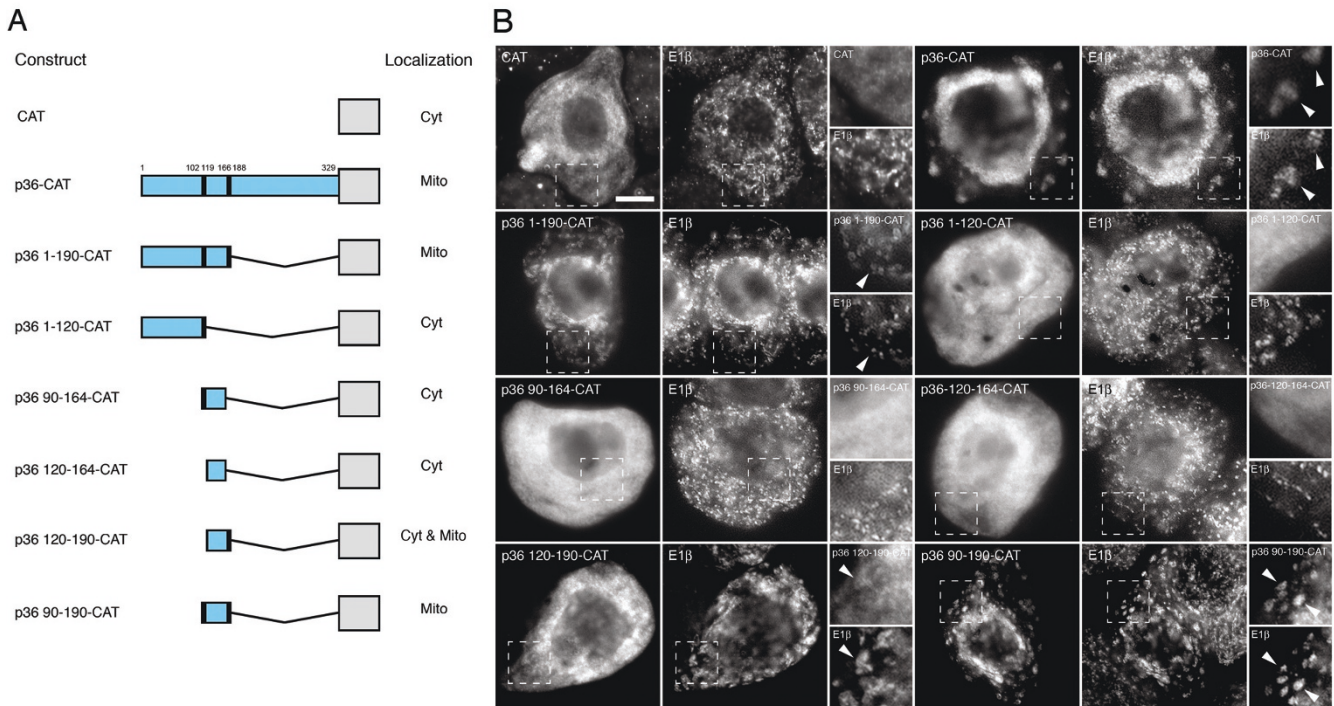 A
Construct Localization
CAT Cyt
1 102 119 166 188 329
p36-CAT Mito
p36 1-190-CAT Mito
p36 1-120-CAT Cyt
p36 90-164-CAT Cyt
p36 120-164-CAT Cyt
p36 120-190-CAT Cyt & Mito
p36 90-190-CAT Mito
B
CAT E1β CAT p36-CAT E1β p36-CAT
E1β E1β
p36 1-190-CAT E1β p36 1-190-CAT p36 1-120-CAT E1β p36 1-120-CAT
E1β E1β
p36 90-164-CAT E1β p36 90-164-CAT p36-120-164-CAT E1β p36-120-164-CAT
E1β E1β
p36 120-190-CAT E1β p36 120-190-CAT p36 90-190-CAT E1β p36 90-190-CAT
E1β E1β